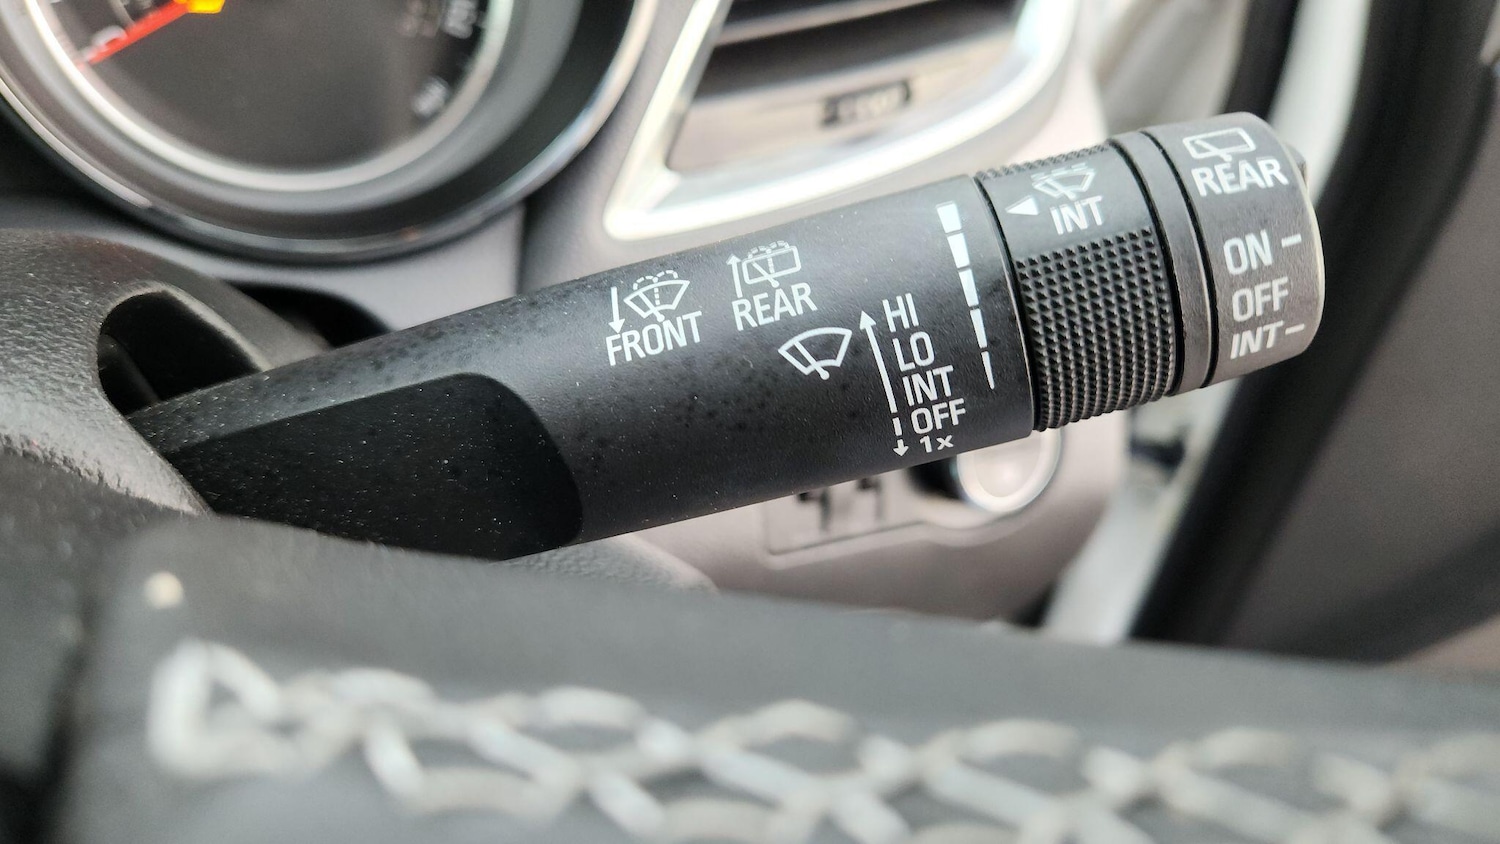 FRONT
REAR
HI
LO
INT
OFF
1x
INT
REAR
ON
OFF
INT